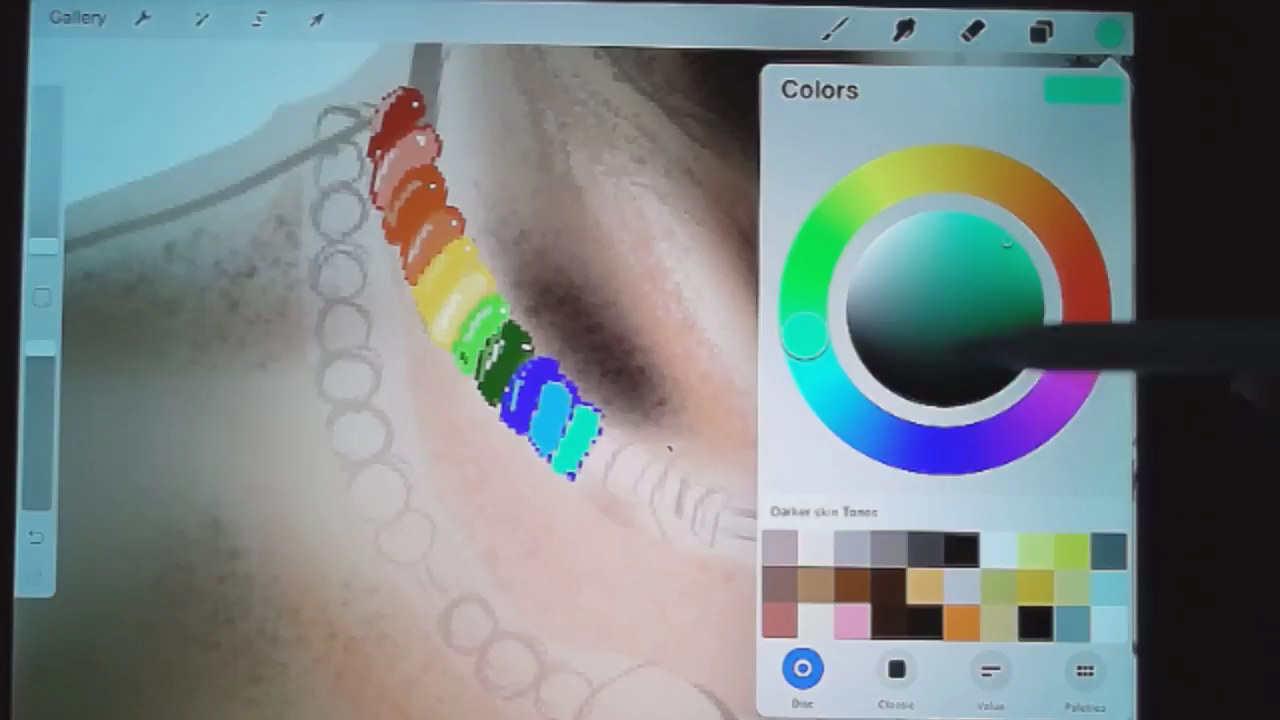 Gallery
Colors
Darker skin Tones
Disc
Classic
Value
Palettes